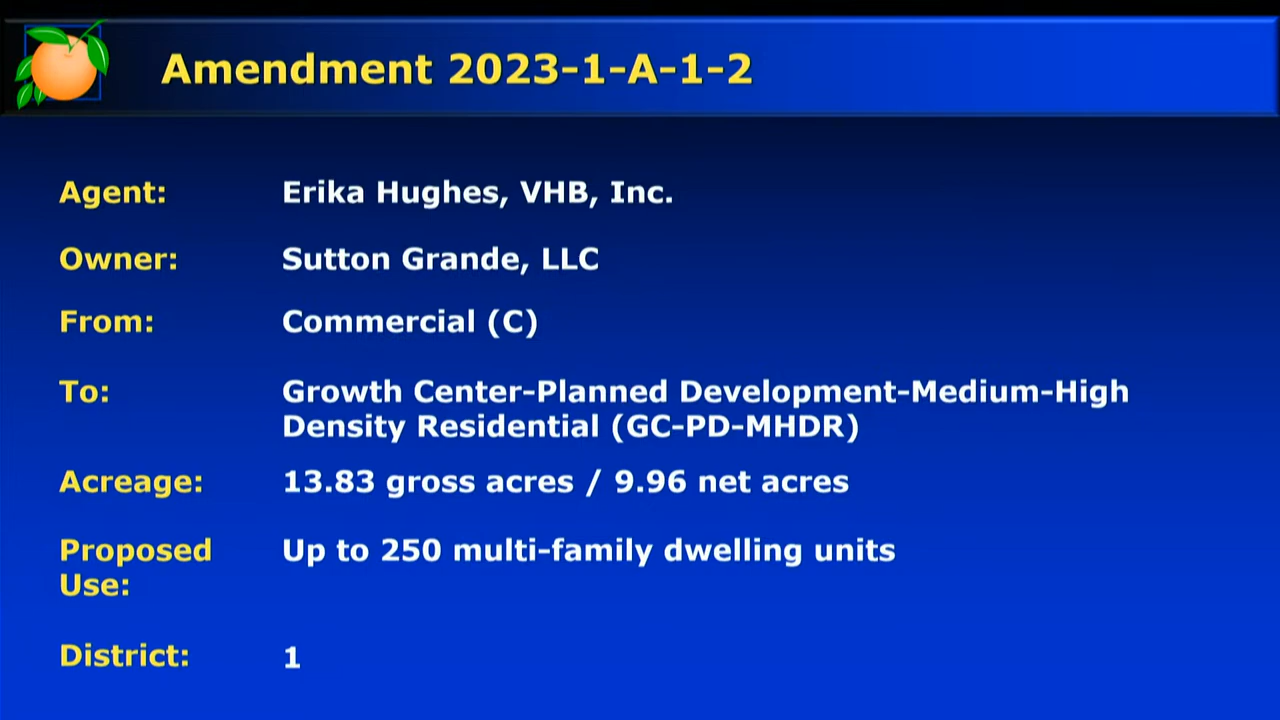 Amendment 2023-1-A-1-2
Agent: Erika Hughes, VHB, Inc.
Owner: Sutton Grande, LLC
From: Commercial (C)
To: Growth Center-Planned Development-Medium-High
Density Residential (GC-PD-MHDR)
Acreage: 13.83 gross acres / 9.96 net acres
Proposed Up to 250 multi-family dwelling units
Use:
District: 1